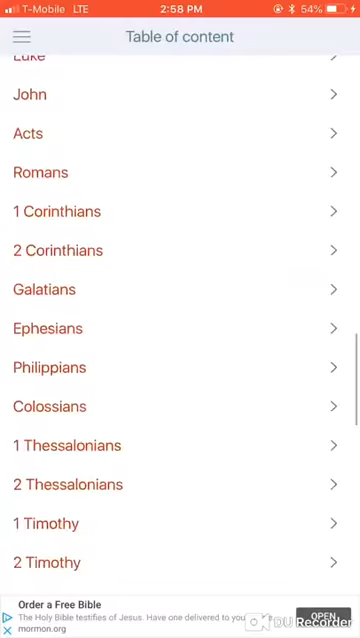 T-Mobile LTE 2:58 PM 54%
Table of content
Luke
John
Acts
Romans
1 Corinthians
2 Corinthians
Galatians
Ephesians
Philippians
Colossians
1 Thessalonians
2 Thessalonians
1 Timothy
2 Timothy
Order a Free Bible
The Holy Bible testifies of Jesus. Have one delivered to you
mormon.org
OPEN
DU Recorder